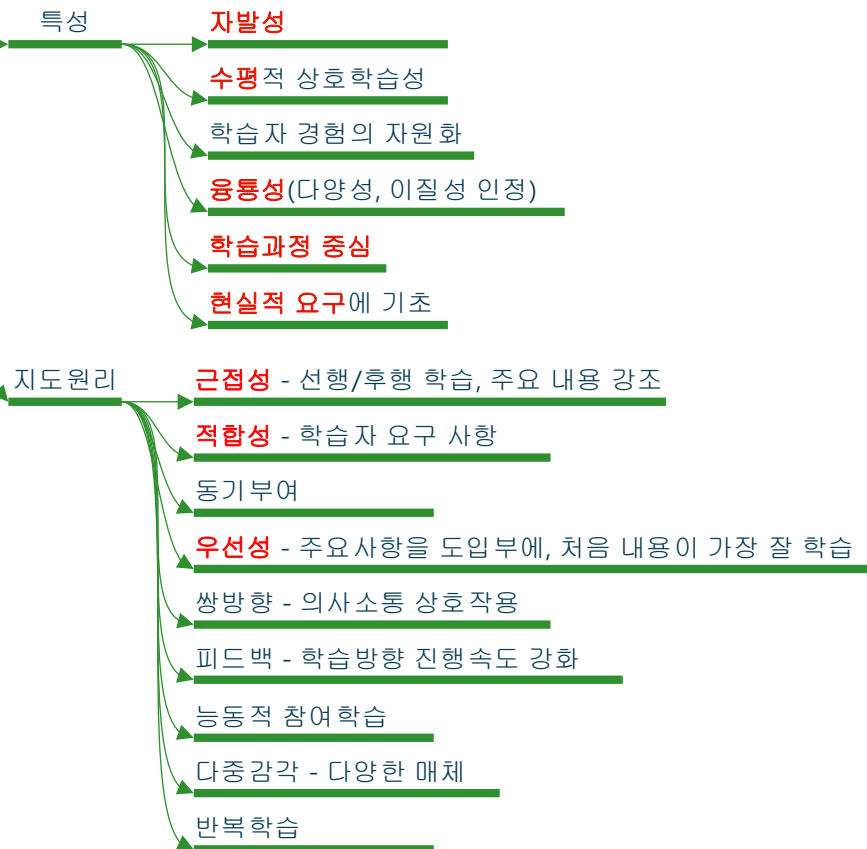 특성
자발성
수평적 상호학습성
학습자 경험의 자원화
융통성(다양성, 이질성 인정)
학습과정 중심
현실적 요구에 기초
지도원리
근접성 - 선행/후행 학습, 주요 내용 강조
적합성 - 학습자 요구 사항
동기부여
우선성 - 주요사항을 도입부에, 처음 내용이 가장 잘 학습
쌍방향 - 의사소통 상호작용
피드백 - 학습방향 진행속도 강화
능동적 참여학습
다중감각 - 다양한 매체
반복학습